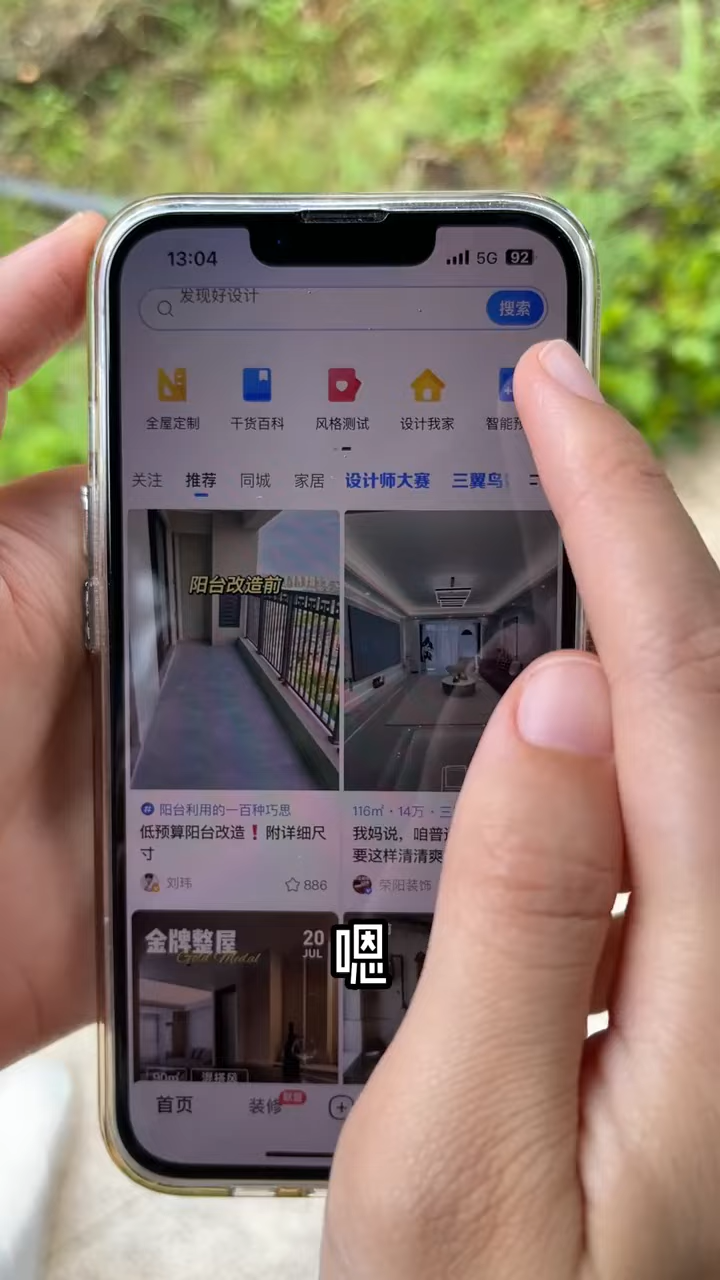 13:04
5G 92
发现好设计
搜索
全屋定制 干货百科 风格测试 设计我家 智能
关注 推荐 同城 家居 设计师大赛 三翼鸟
阳台改造前
阳台利用的一百种巧思
低预算阳台改造❗附详细尺
寸
刘玮 886
116㎡·14万·三
我妈说，咱普
要这样清清爽
荣阳装饰
金牌整屋
Gold Medal
20
JUL
嗯
90㎡
首页 装修